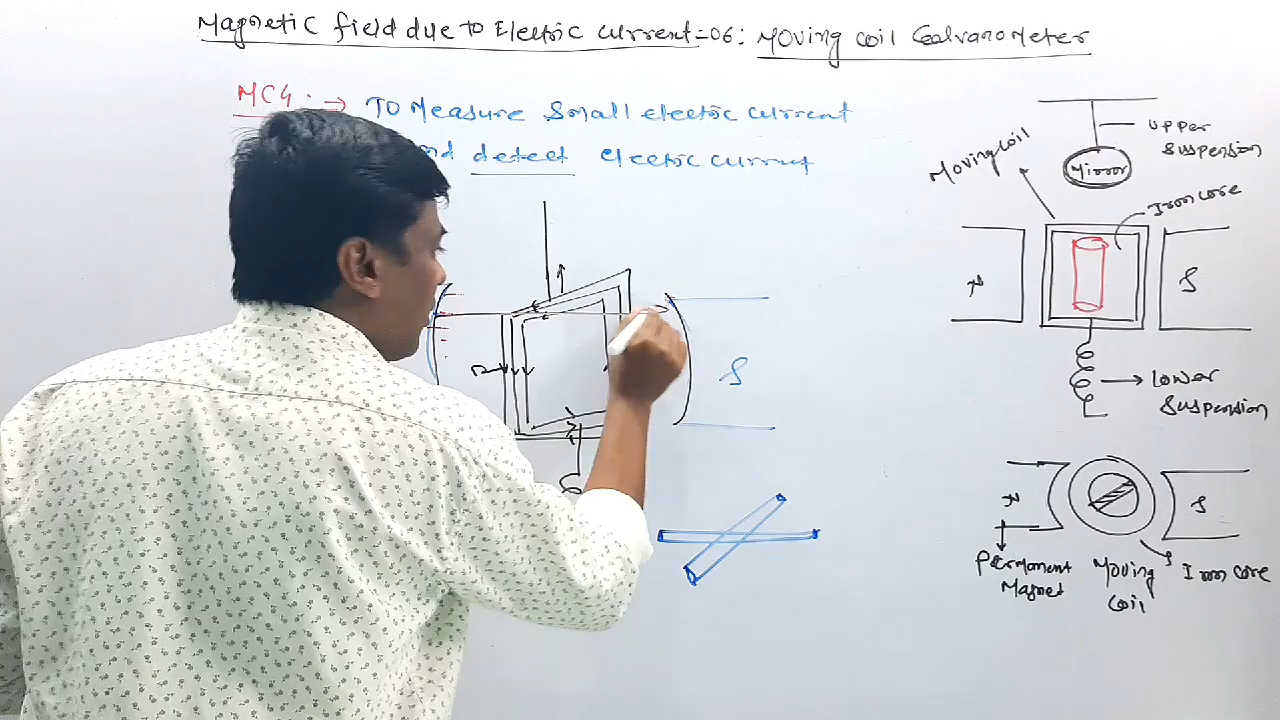 Magnetic field due to Electric current=06: Moving coil Galvanometer
MCG → To Measure Small electric current
nd detect electric current
Upper
suspension
Mirror
Moving coil
Iron core
N
S
S
Lower
suspension
N
S
Permanent
Magnet
Moving
coil
Iron core